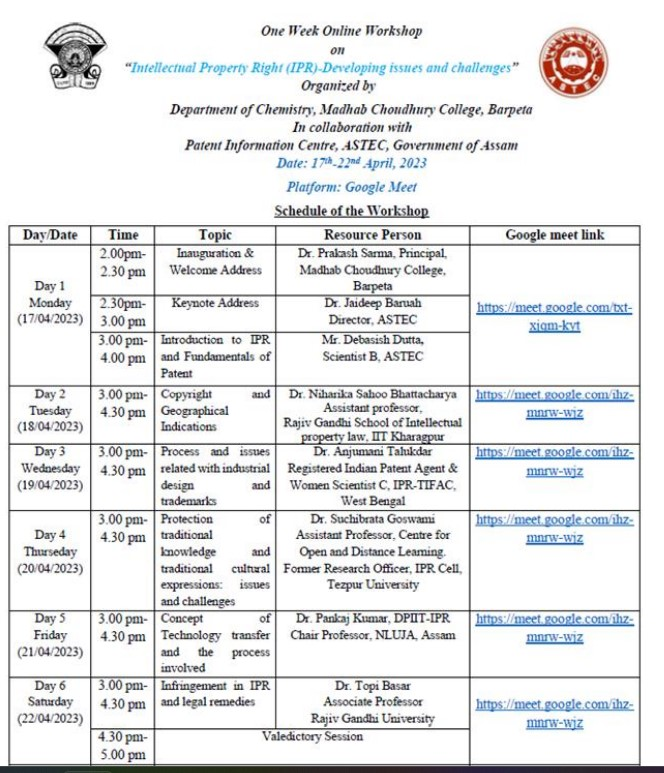 One Week Online Workshop
on
“Intellectual Property Right (IPR)-Developing issues and challenges”
Organized by
Department of Chemistry, Madhab Choudhury College, Barpeta
In collaboration with
Patent Information Centre, ASTEC, Government of Assam
Date: 17th-22nd April, 2023
Platform: Google Meet
ASTEC
Schedule of the Workshop
Day/Date Time Topic Resource Person Google meet link
Day 1
Monday
(17/04/2023)
2.00pm-
2.30 pm
Inauguration &
Welcome Address
Dr. Prakash Sarma, Principal,
Madhab Choudhury College,
Barpeta
2.30pm-
3.00 pm
Keynote Address
Dr. Jaideep Baruah
Director, ASTEC
3.00 pm-
4.00 pm
Introduction to IPR
and Fundamentals of
Patent
Mr. Debasish Dutta,
Scientist B, ASTEC
https://meet.google.com/txt-
xjqm-kvt
Day 2
Tuesday
(18/04/2023)
3.00 pm-
4.30 pm
Copyright and
Geographical
Indications
Dr. Niharika Sahoo Bhattacharya
Assistant professor,
Rajiv Gandhi School of Intellectual
property law, IIT Kharagpur
https://meet.google.com/ihz-
mnrw-wjz
Day 3
Wednesday
(19/04/2023)
3.00 pm-
4.30 pm
Process and issues
related with industrial
design and
trademarks
Dr. Anjumani Talukdar
Registered Indian Patent Agent &
Women Scientist C, IPR-TIFAC,
West Bengal
https://meet.google.com/ihz-
mnrw-wjz
Day 4
Thurseday
(20/04/2023)
3.00 pm-
4.30 pm
Protection of
traditional
knowledge and
traditional cultural
expressions: issues
and challenges
Dr. Suchibrata Goswami
Assistant Professor, Centre for
Open and Distance Learning.
Former Research Officer, IPR Cell,
Tezpur University
https://meet.google.com/ihz-
mnrw-wjz
Day 5
Friday
(21/04/2023)
3.00 pm-
4.30 pm
Concept of
Technology transfer
and the process
involved
Dr. Pankaj Kumar, DPIIT-IPR
Chair Professor, NLUJA, Assam
https://meet.google.com/ihz-
mnrw-wjz
Day 6
Saturday
(22/04/2023)
3.00 pm-
4.30 pm
Infringement in IPR
and legal remedies
Dr. Topi Basar
Associate Professor
Rajiv Gandhi University
https://meet.google.com/ihz-
mnrw-wjz
4.30 pm-
5.00 pm
Valedictory Session